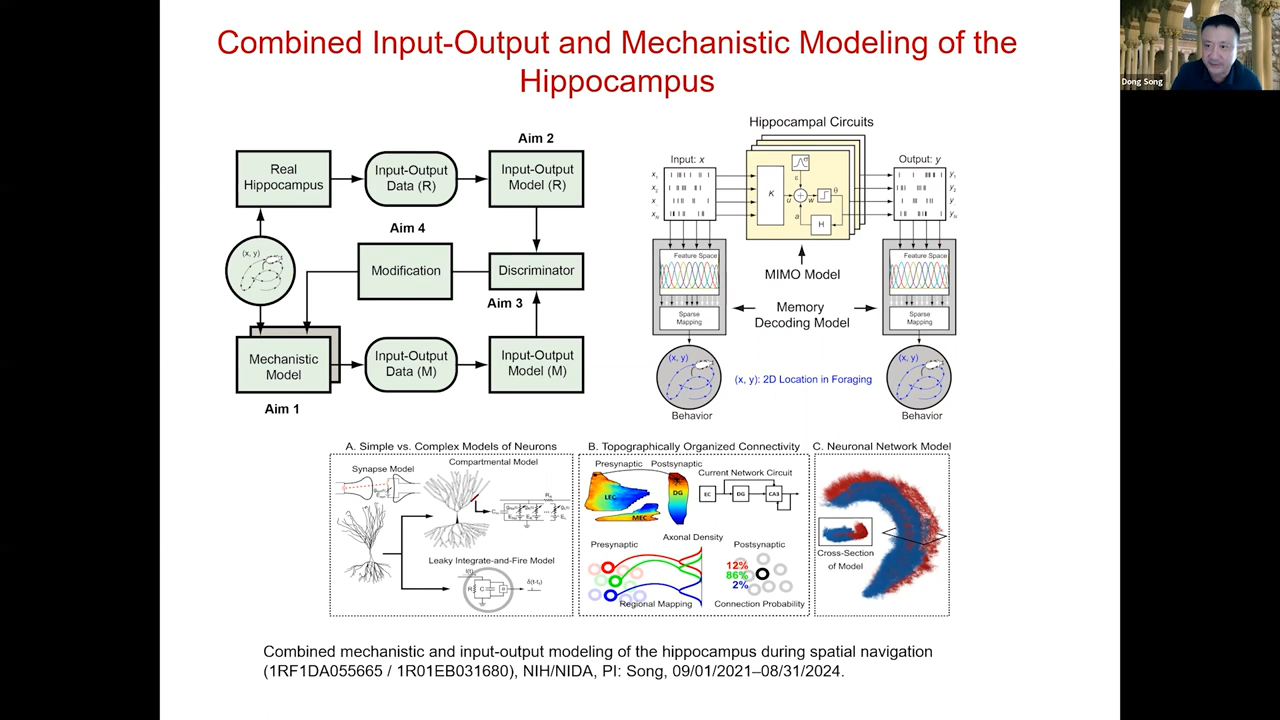 Combined Input-Output and Mechanistic Modeling of the
Hippocampus
Dong Song
Aim 2
Real
Hippocampus
Input-Output
Data (R)
Input-Output
Model (R)
Aim 4
(x, y)
Modification
Discriminator
Aim 3
Mechanistic
Model
Input-Output
Data (M)
Input-Output
Model (M)
Aim 1
Hippocampal Circuits
Input: x
Output: y
K
H
Feature Space
Feature Space
MIMO Model
Sparse
Mapping
Memory
Decoding Model
Sparse
Mapping
(x, y)
(x, y): 2D Location in Foraging
(x, y)
Behavior
Behavior
A. Simple vs. Complex Models of Neurons
Synapse Model
Compartmental Model
Leaky Integrate-and-Fire Model
B. Topographically Organized Connectivity
Presynaptic
Postsynaptic
Current Network Circuit
LEC
MEC
DG
EC
DG
CA3
Axonal Density
Presynaptic
Postsynaptic
12%
86%
2%
Regional Mapping
Connection Probability
C. Neuronal Network Model
Cross-Section
of Model
Combined mechanistic and input-output modeling of the hippocampus during spatial navigation
(1RF1DA055665 / 1R01EB031680), NIH/NIDA, PI: Song, 09/01/2021–08/31/2024.